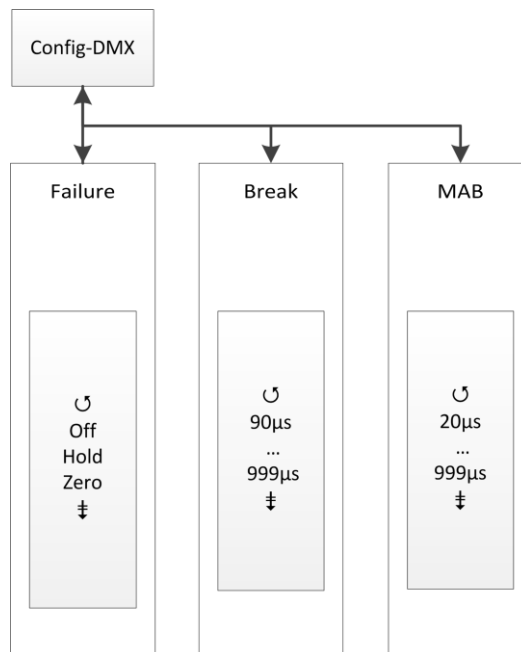 Config-DMX
Failure
Off
Hold
Zero
Break
90µs
...
999µs
MAB
20µs
...
999µs